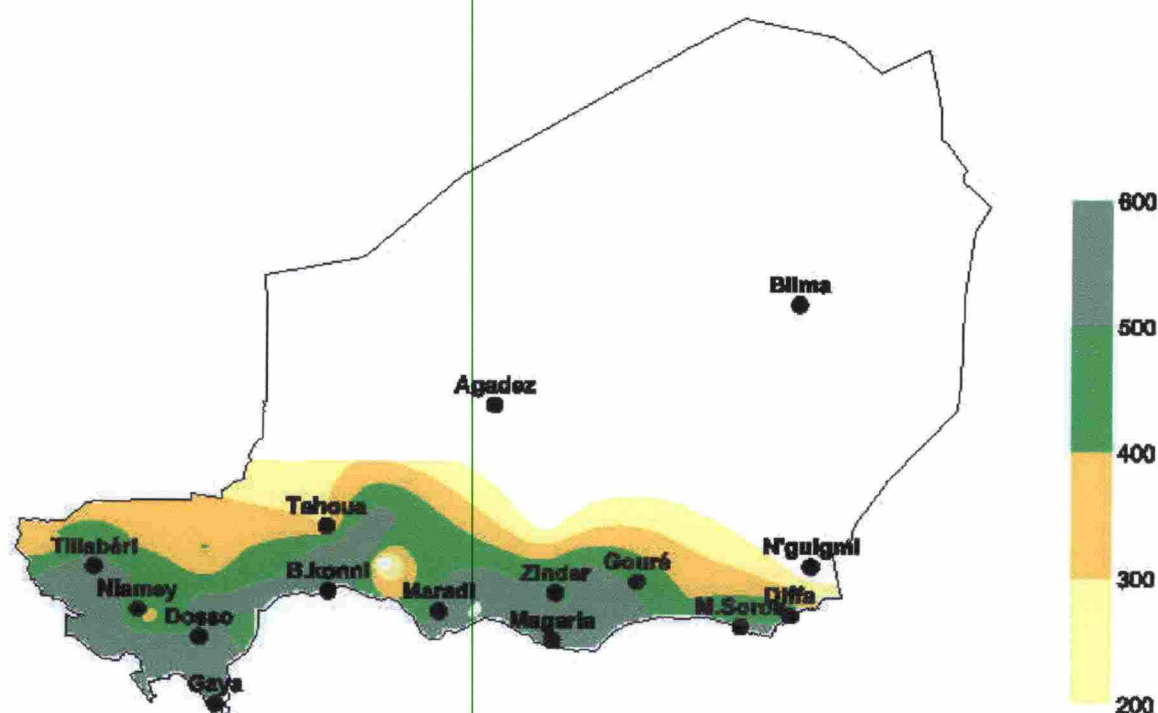 600
Bilma
500
Agadez
400
Tahoua
Tillabéri
N'guigmi
Gouré
B.konni
Zinder
300
Niamey
Maradi
Diffa
Dosso
Magaria
Gaya
200